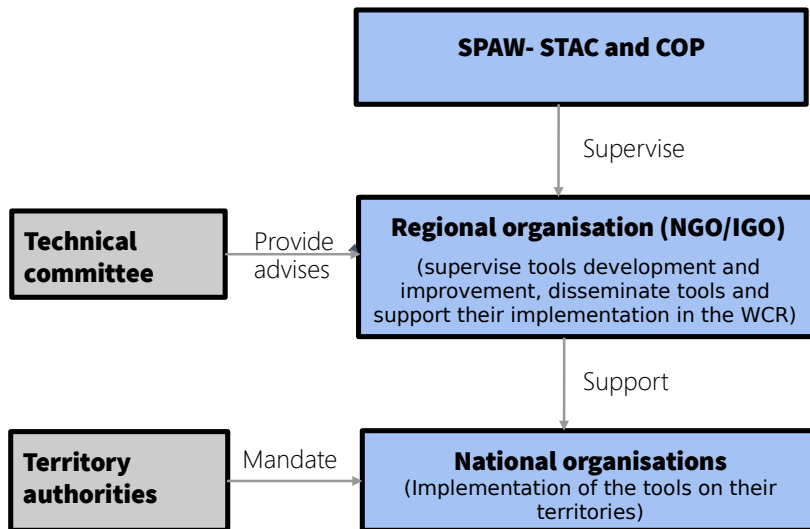 SPAW- STAC and COP
Supervise
Regional organisation (NGO/IGO)
(supervise tools development and
improvement, disseminate tools and
support their implementation in the WCR)
Technical
committee
Provide
advises
Support
Territory
authorities
Mandate
National organisations
(Implementation of the tools on their
territories)